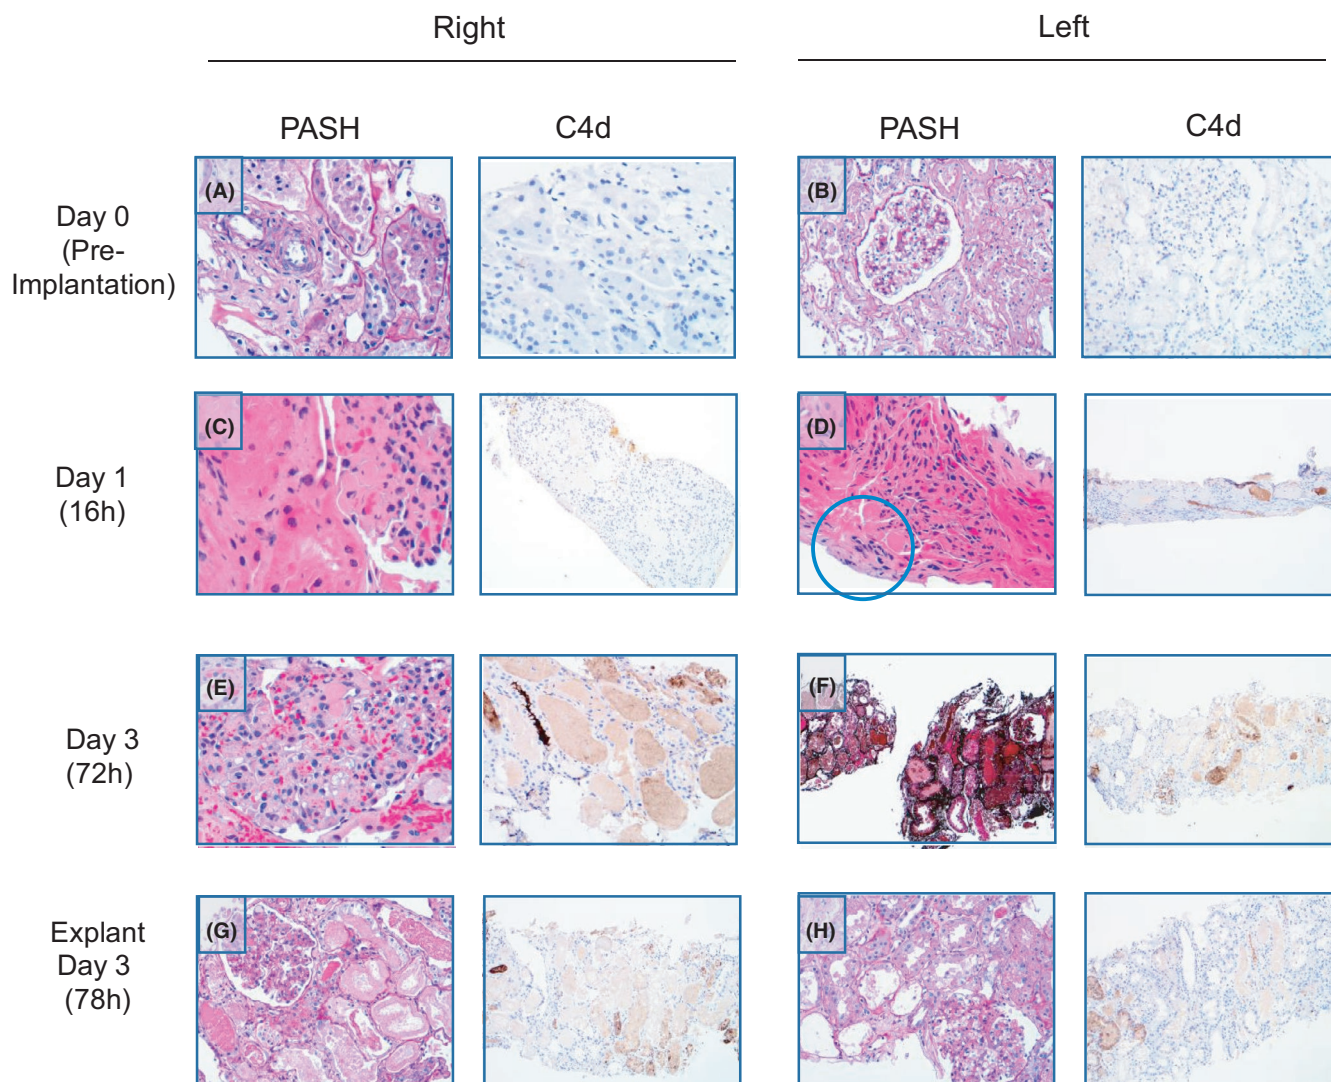 Right
Left
PASH
C4d
PASH
C4d
Day 0
(Pre-
Implantation)
(A)
(B)
Day 1
(16h)
(C)
(D)
Day 3
(72h)
(E)
(F)
Explant
Day 3
(78h)
(G)
(H)